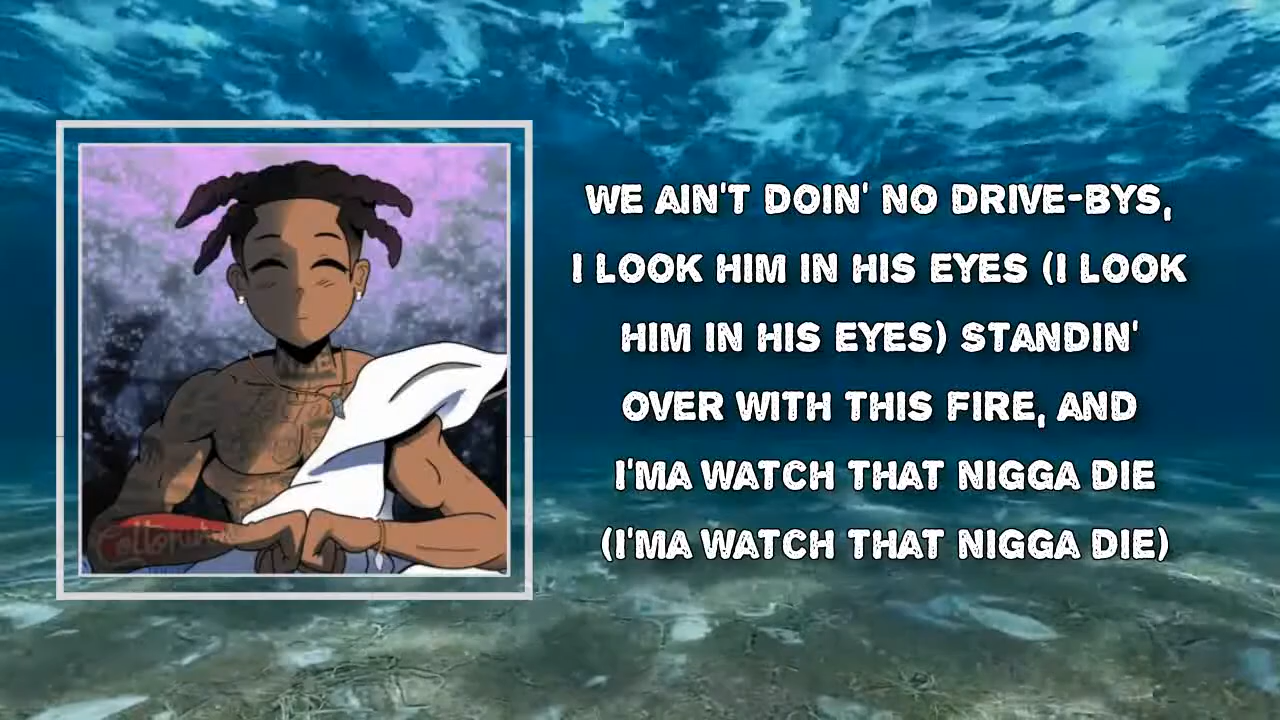 WE AIN'T DOIN' NO DRIVE-BYS,
I LOOK HIM IN HIS EYES (I LOOK
HIM IN HIS EYES) STANDIN'
OVER WITH THIS FIRE, AND
I'MA WATCH THAT NIGGA DIE
(I'MA WATCH THAT NIGGA DIE)